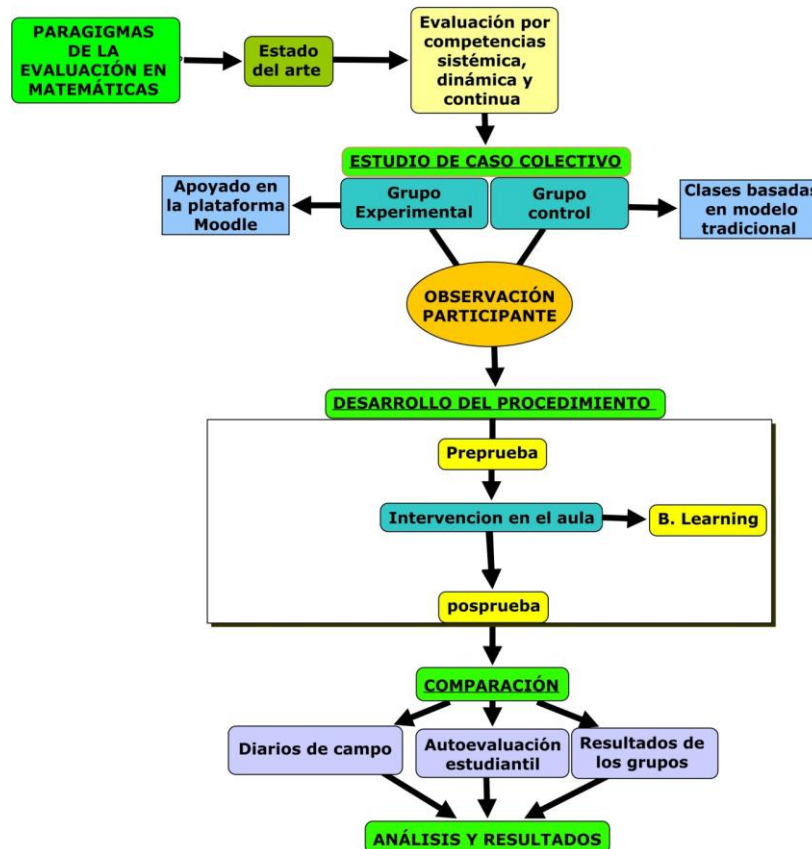 PARAGIGMAS
DE LA
EVALUACIÓN EN
MATEMÁTICAS
Estado
del arte
Evaluación por
competencias
sistémica,
dinámica y
continua
ESTUDIO DE CASO COLECTIVO
Apoyado en
la plataforma
Moodle
Grupo
Experimental
Grupo
control
Clases basadas
en modelo
tradicional
OBSERVACIÓN
PARTICIPANTE
DESARROLLO DEL PROCEDIMIENTO
Preprueba
Intervencion en el aula
B. Learning
posprueba
COMPARACIÓN
Diarios de campo
Autoevaluación
estudiantil
Resultados de
los grupos
ANÁLISIS Y RESULTADOS